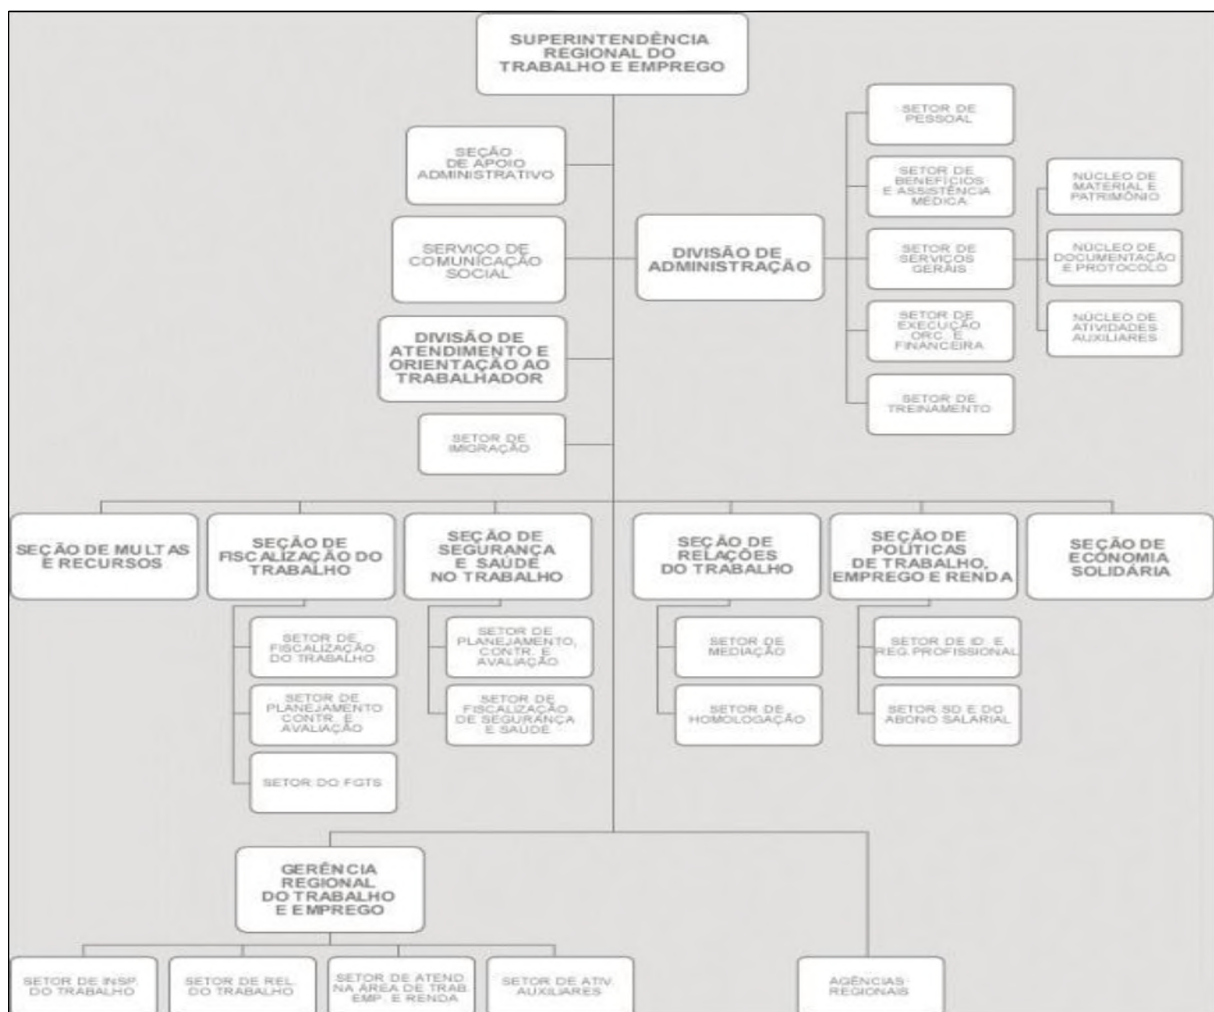 SUPERINTENDÊNCIA
REGIONAL DO
TRABALHO E EMPREGO
SEÇÃO
DE APOIO
ADMINISTRATIVO
SERVIÇO DE
COMUNICAÇÃO
SOCIAL
DIVISÃO DE
ATENDIMENTO E
ORIENTAÇÃO AO
TRABALHADOR
SETOR DE
IMIGRAÇÃO
DIVISÃO DE
ADMINISTRAÇÃO
SETOR DE
PESSOAL
SETOR DE
BENEFÍCIOS
E ASSISTÊNCIA
MÉDICA
SETOR DE
SERVIÇOS
GERAIS
SETOR DE
EXECUÇÃO
ORC. E
FINANCEIRA
SETOR DE
TREINAMENTO
NÚCLEO DE
MATERIAL E
PATRIMÔNIO
NÚCLEO DE
DOCUMENTAÇÃO
E PROTOCOLO
NÚCLEO DE
ATIVIDADES
AUXILIARES
SEÇÃO DE MULTAS
E RECURSOS
SEÇÃO DE
FISCALIZAÇÃO DO
TRABALHO
SETOR DE
FISCALIZAÇÃO
DO TRABALHO
SETOR DE
PLANEJAMENTO
CONTR. E
AVALIAÇÃO
SETOR DO FGTS
SEÇÃO DE
SEGURANÇA
E SAÚDE
NO TRABALHO
SETOR DE
PLANEJAMENTO,
CONTR. E
AVALIAÇÃO
SETOR DE
FISCALIZAÇÃO
DE SEGURANÇA
E SAÚDE
SEÇÃO DE
RELAÇÕES
DO TRABALHO
SETOR DE
MEDIAÇÃO
SETOR DE
HOMOLOGAÇÃO
SEÇÃO DE
POLÍTICAS
DE TRABALHO,
EMPREGO E RENDA
SETOR DE ID. E
REG. PROFISSIONAL
SETOR SD E DO
ABONO SALARIAL
SEÇÃO DE
ECONOMIA
SOLIDÁRIA
GERÊNCIA
REGIONAL
DO TRABALHO
E EMPREGO
SETOR DE INSP.
DO TRABALHO
SETOR DE REL.
DO TRABALHO
SETOR DE ATEND.
NA ÁREA DE TRAB.
EMP. E RENDA
SETOR DE ATIV.
AUXILIARES
AGÊNCIAS
REGIONAIS